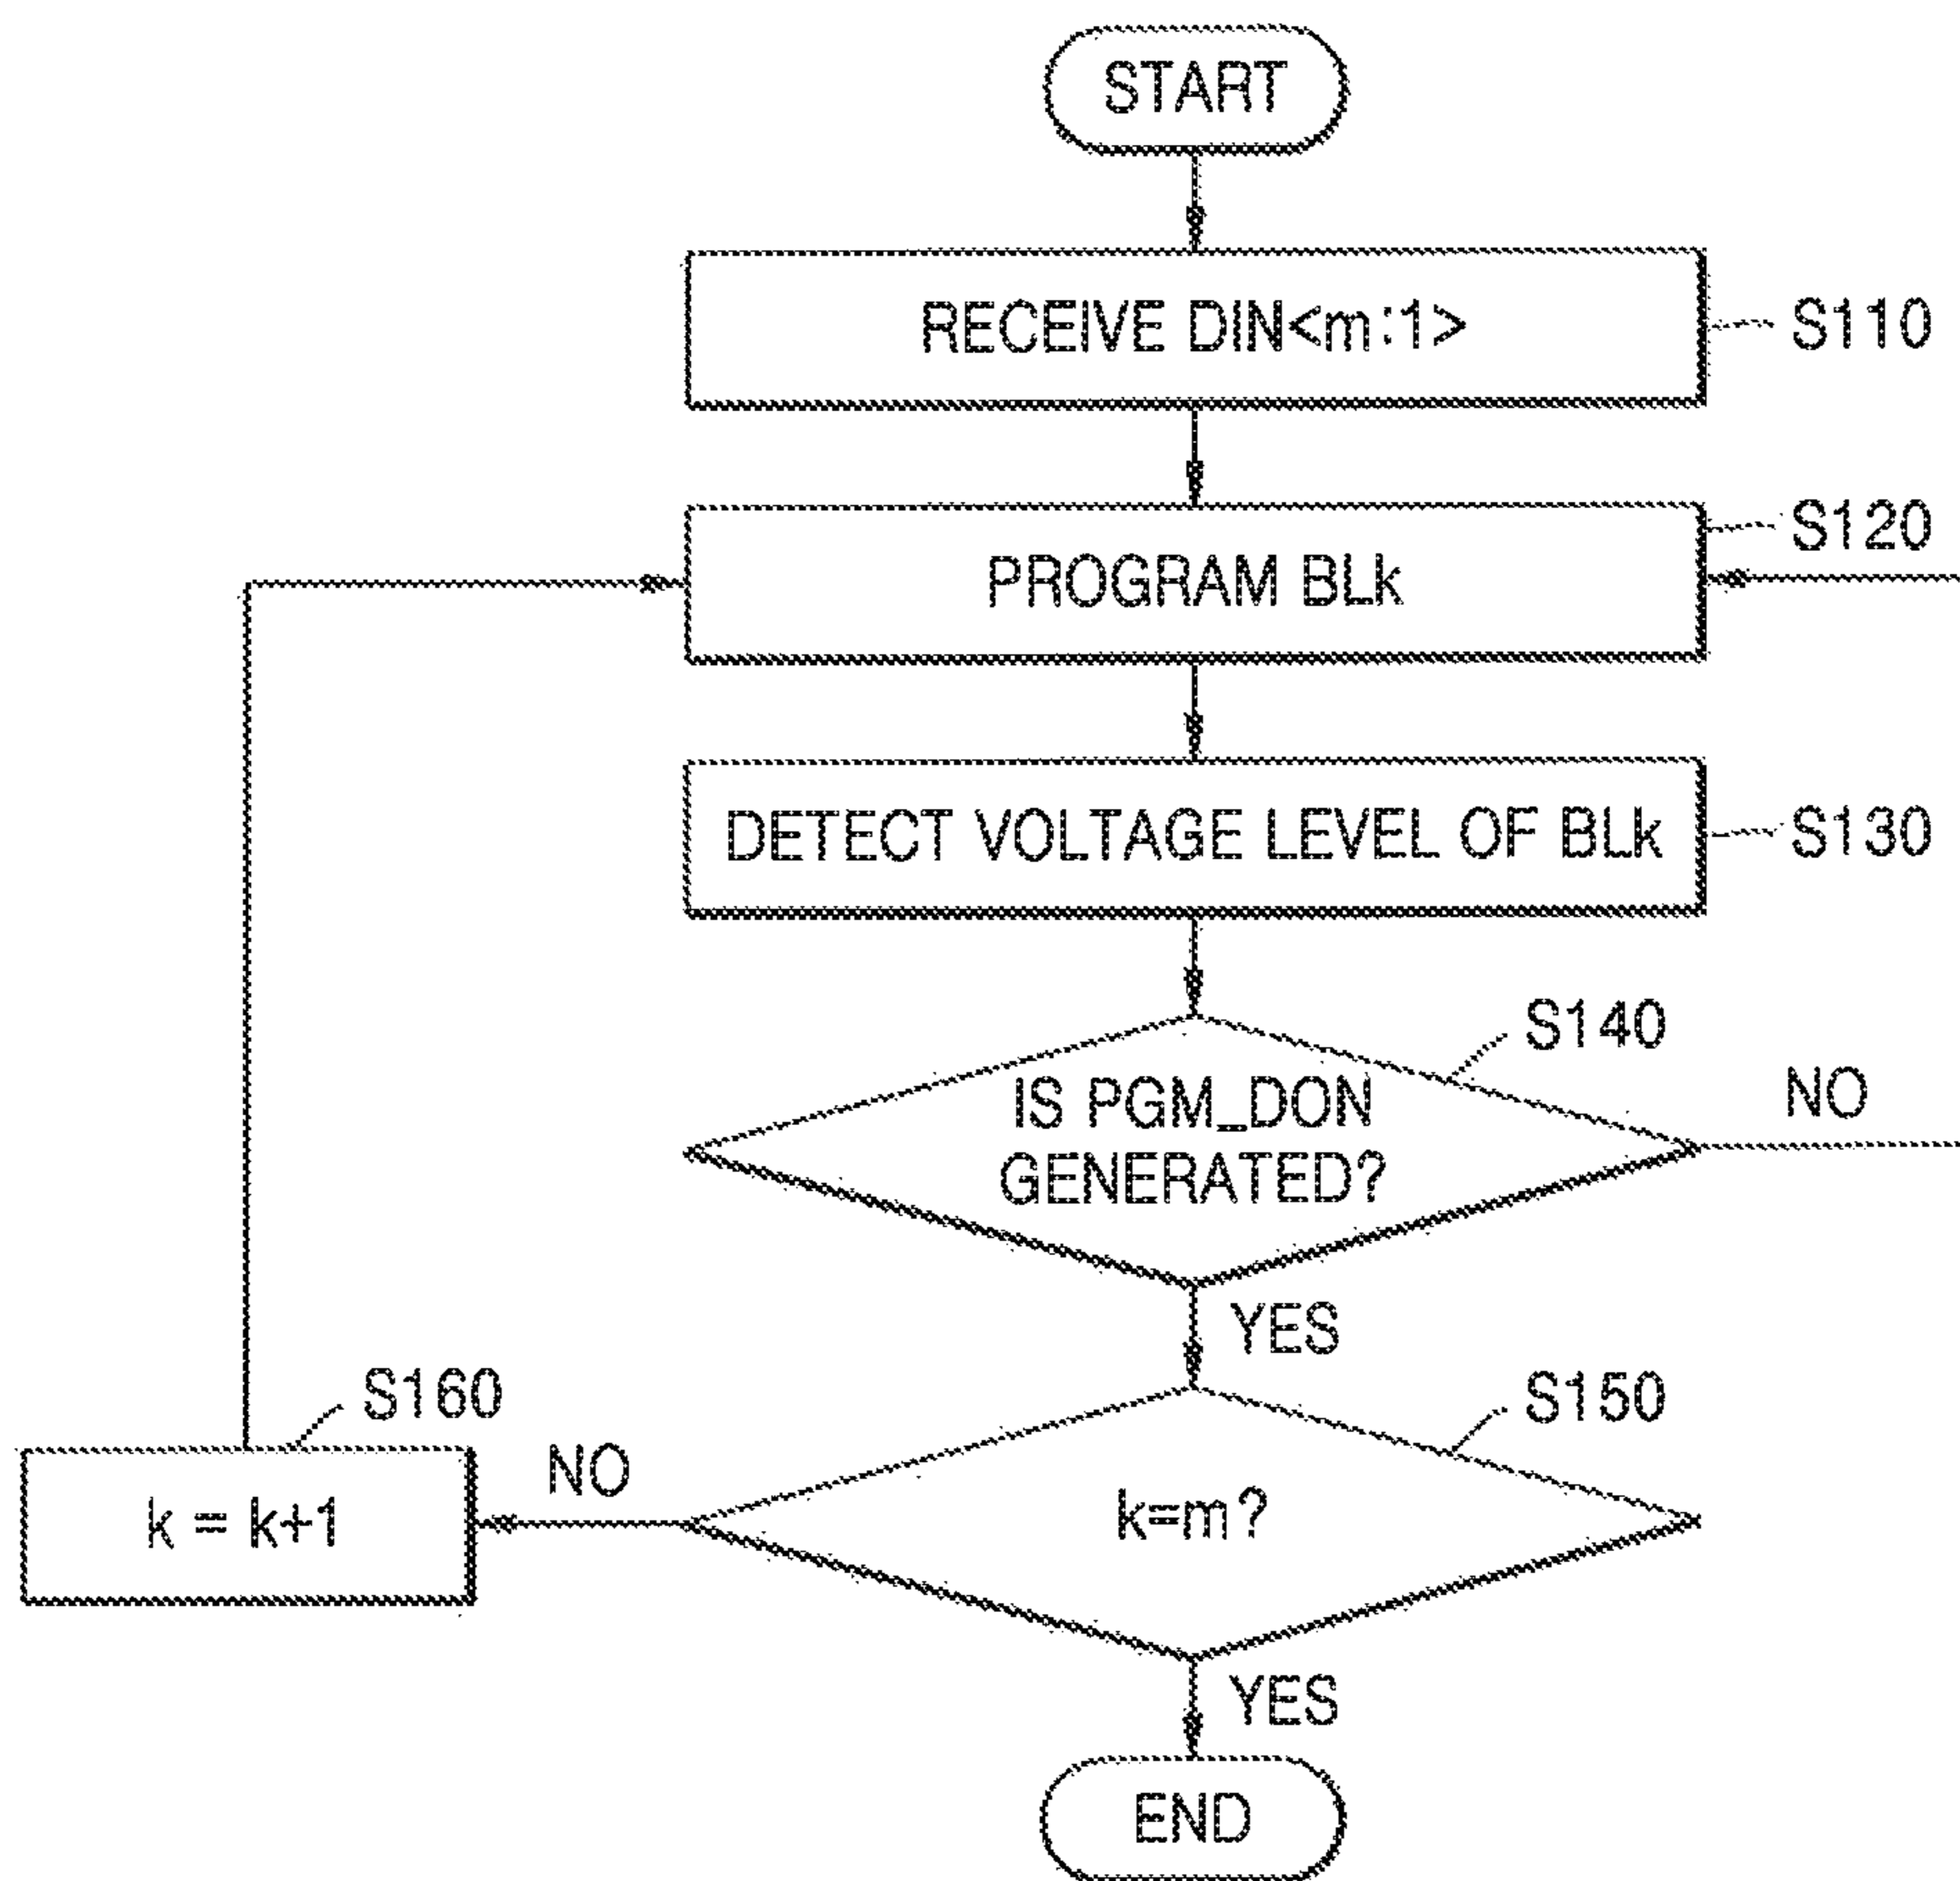 START
RECEIVE DIN<m:1>
S110
PROGRAM BLk
S120
DETECT VOLTAGE LEVEL OF BLk
S130
IS PGM_DON
GENERATED?
S140
NO
YES
k=m?
S150
NO
S160
k = k+1
YES
END